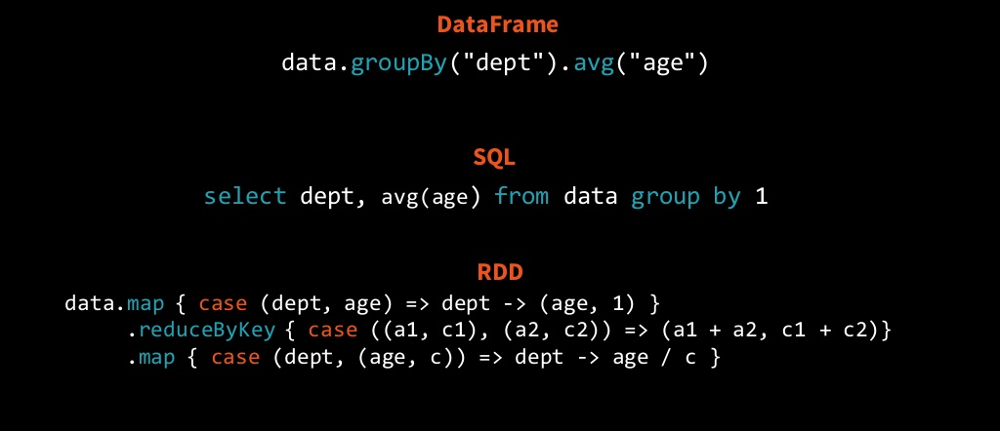 DataFrame
data.groupBy("dept").avg("age")
SQL
select dept, avg(age) from data group by 1
RDD
data.map { case (dept, age) => dept -> (age, 1) }
.reduceByKey { case ((a1, c1), (a2, c2)) => (a1 + a2, c1 + c2)}
.map { case (dept, (age, c)) => dept -> age / c }